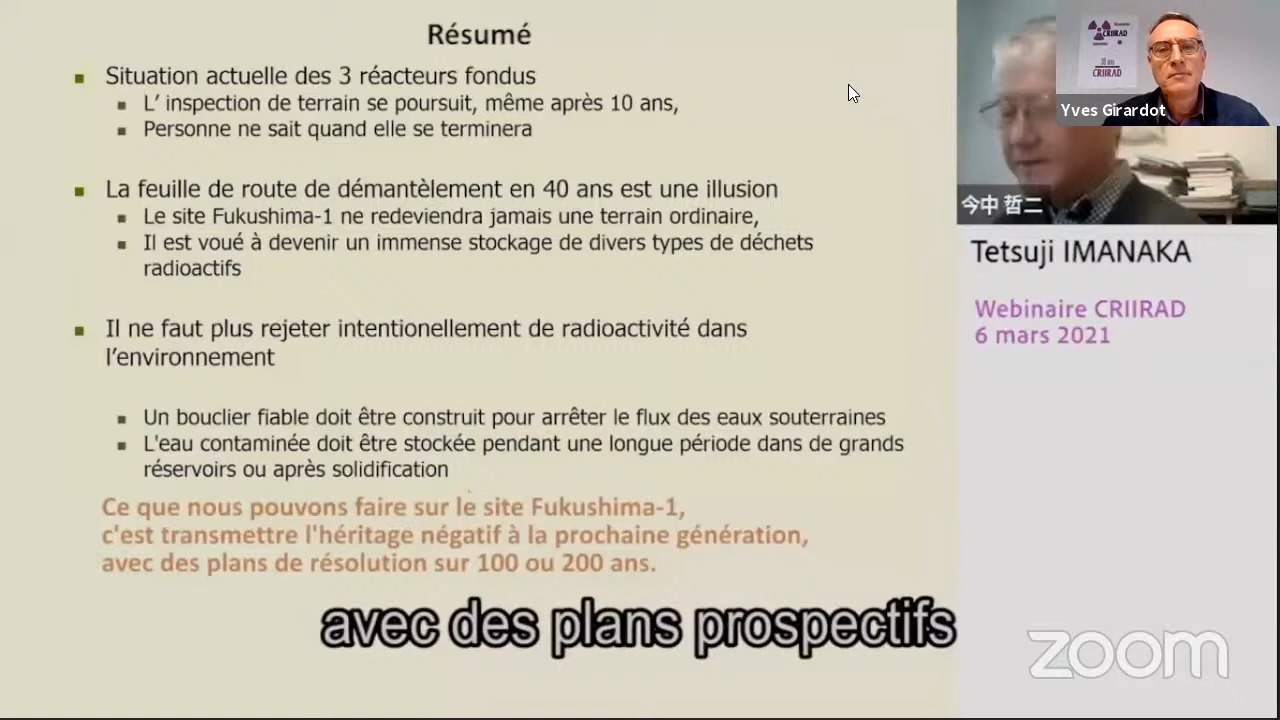 Résumé
Situation actuelle des 3 réacteurs fondus
L’ inspection de terrain se poursuit, même après 10 ans,
Personne ne sait quand elle se terminera
La feuille de route de démantèlement en 40 ans est une illusion
Le site Fukushima-1 ne redeviendra jamais une terrain ordinaire,
Il est voué à devenir un immense stockage de divers types de déchets
radioactifs
Il ne faut plus rejeter intentionellement de radioactivité dans
l’environnement
Un bouclier fiable doit être construit pour arrêter le flux des eaux souterraines
L'eau contaminée doit être stockée pendant une longue période dans de grands
réservoirs ou après solidification
Ce que nous pouvons faire sur le site Fukushima-1,
c'est transmettre l'héritage négatif à la prochaine génération,
avec des plans de résolution sur 100 ou 200 ans.
avec des plans prospectifs
CRIIRAD
CRIIRAD
Yves Girardot
今中 哲二
Tetsuji IMANAKA
Webinaire CRIIRAD
6 mars 2021
zoom